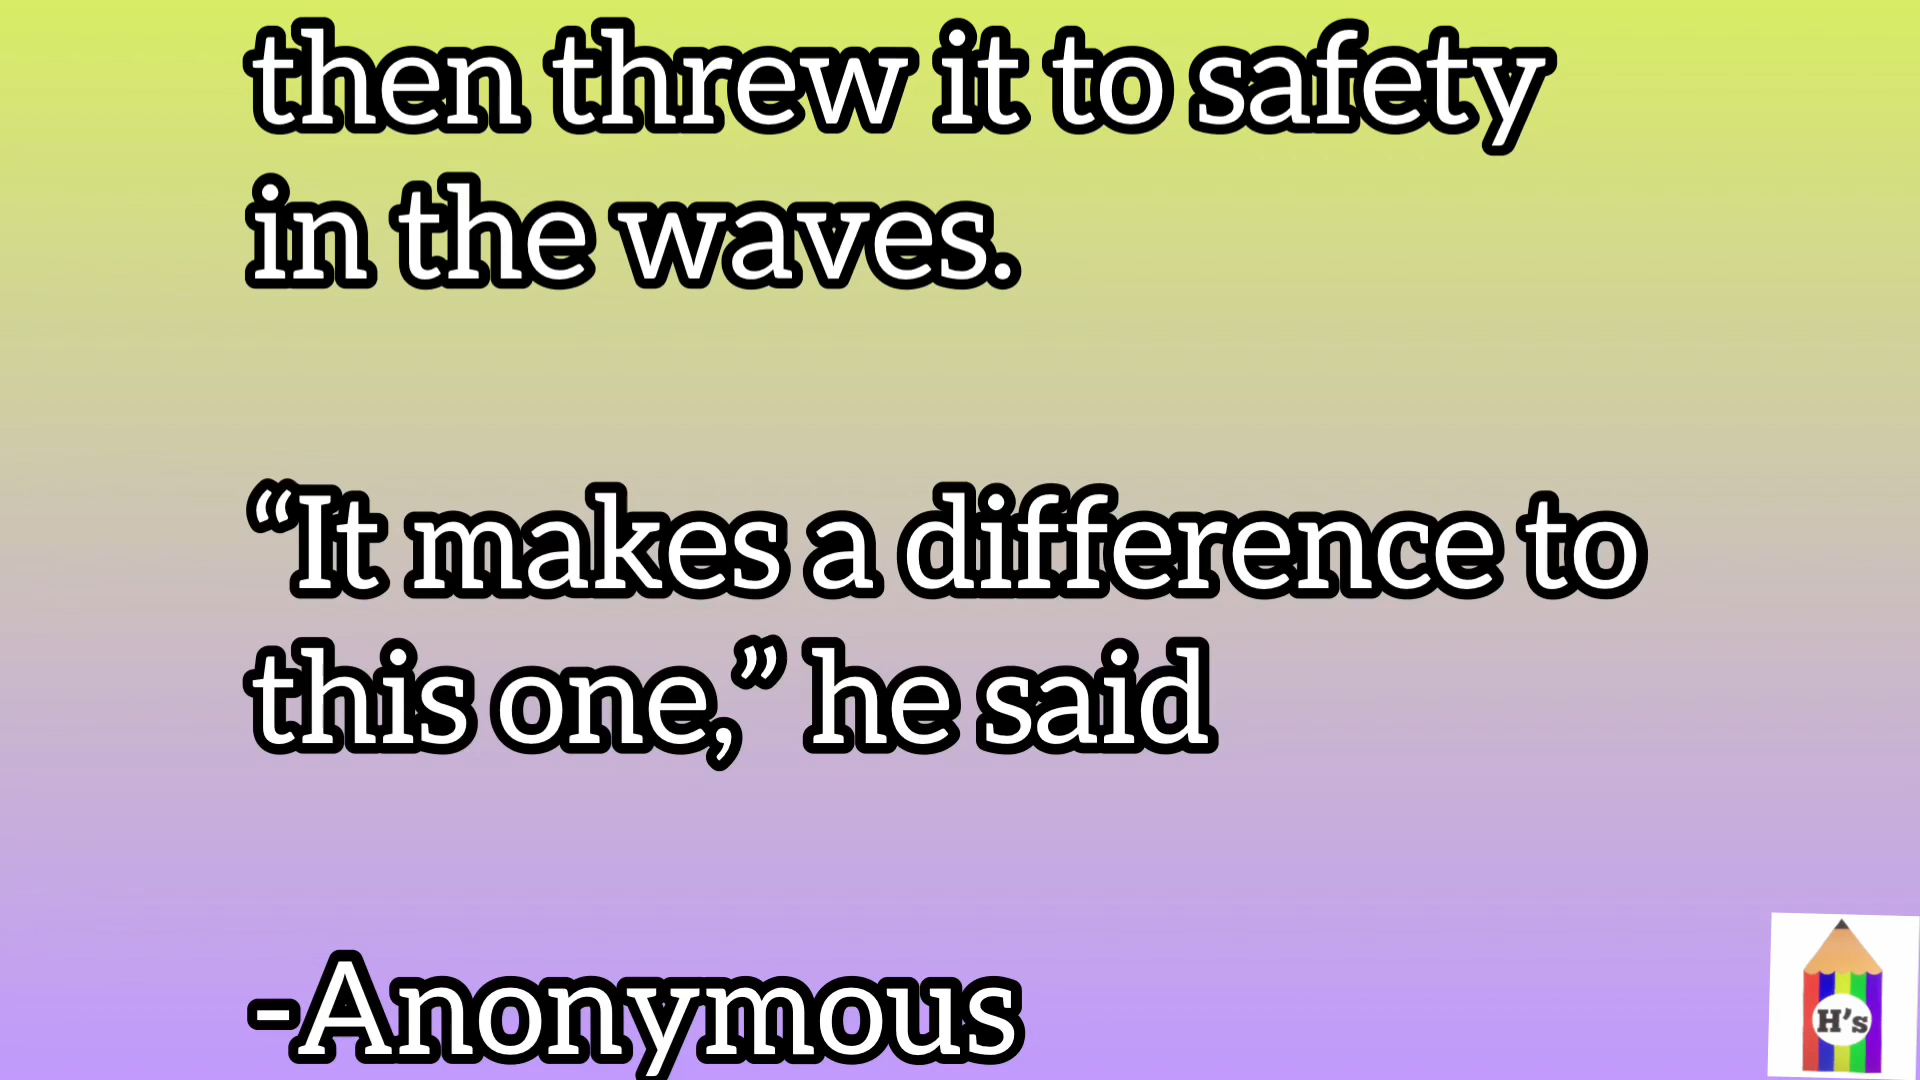 then threw it to safety
in the waves.
“It makes a difference to
this one,” he said
-Anonymous
H’s